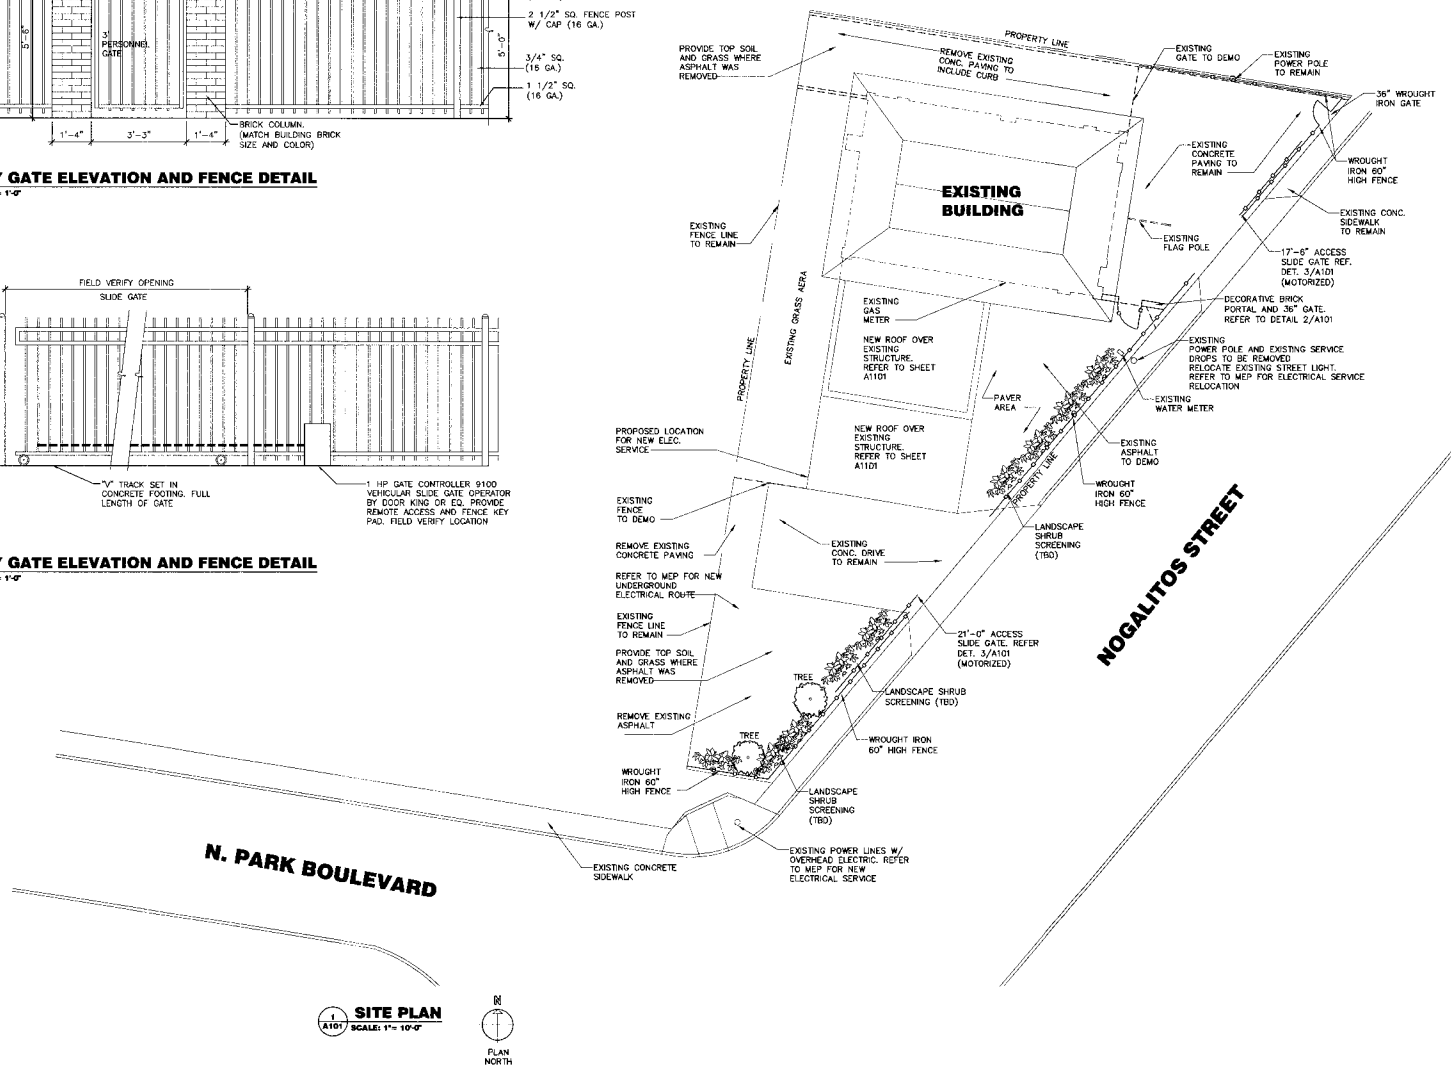 5'-6"
3'
PERSONNEL
GATE
2 1/2" SQ. FENCE POST
W/ CAP (16 GA.)
5'-0"
3/4" SQ.
(16 GA.)
1 1/2" SQ.
(16 GA.)
1'-4"
3'-3"
1'-4"
BRICK COLUMN.
(MATCH BUILDING BRICK
SIZE AND COLOR)
Y GATE ELEVATION AND FENCE DETAIL
= 1'-0"
FIELD VERIFY OPENING
SLIDE GATE
"V" TRACK SET IN
CONCRETE FOOTING. FULL
LENGTH OF GATE
1 HP GATE CONTROLLER 9100
VEHICULAR SLIDE GATE OPERATOR
BY DOOR KING OR EQ. PROVIDE
REMOTE ACCESS AND FENCE KEY
PAD. FIELD VERIFY LOCATION
Y GATE ELEVATION AND FENCE DETAIL
= 1'-0"
PROVIDE TOP SOIL
AND GRASS WHERE
ASPHALT WAS
REMOVED
REMOVE EXISTING
CONC. PAVING TO
INCLUDE CURB
PROPERTY LINE
EXISTING
GATE TO DEMO
EXISTING
POWER POLE
TO REMAIN
36" WROUGHT
IRON GATE
EXISTING
CONCRETE
PAVING TO
REMAIN
WROUGHT
IRON 60"
HIGH FENCE
EXISTING CONC.
SIDEWALK
TO REMAIN
EXISTING
BUILDING
EXISTING
FENCE LINE
TO REMAIN
EXISTING
FLAG POLE
17'-6" ACCESS
SLIDE GATE REF.
DET. 3/A101
(MOTORIZED)
EXISTING GRASS AERA
PROPERTY LINE
EXISTING
GAS
METER
DECORATIVE BRICK
PORTAL AND 36" GATE.
REFER TO DETAIL 2/A101
NEW ROOF OVER
EXISTING
STRUCTURE.
REFER TO SHEET
A1101
EXISTING
POWER POLE AND EXISTING SERVICE
DROPS TO BE REMOVED
RELOCATE EXISTING STREET LIGHT.
REFER TO MEP FOR ELECTRICAL SERVICE
RELOCATION
PAVER
AREA
EXISTING
WATER METER
PROPOSED LOCATION
FOR NEW ELEC.
SERVICE
NEW ROOF OVER
EXISTING
STRUCTURE.
REFER TO SHEET
A1101
EXISTING
ASPHALT
TO DEMO
PROPERTY LINE
WROUGHT
IRON 60"
HIGH FENCE
EXISTING
FENCE
TO DEMO
LANDSCAPE
SHRUB
SCREENING
(TBD)
REMOVE EXISTING
CONCRETE PAVING
EXISTING
CONC. DRIVE
TO REMAIN
NOGALITOS STREET
REFER TO MEP FOR NEW
UNDERGROUND
ELECTRICAL ROUTE
EXISTING
FENCE LINE
TO REMAIN
21'-0" ACCESS
SLIDE GATE. REFER
DET. 3/A101
(MOTORIZED)
PROVIDE TOP SOIL
AND GRASS WHERE
ASPHALT WAS
REMOVED
TREE
LANDSCAPE SHRUB
SCREENING (TBD)
REMOVE EXISTING
ASPHALT
TREE
WROUGHT IRON
60" HIGH FENCE
WROUGHT
IRON 60"
HIGH FENCE
LANDSCAPE
SHRUB
SCREENING
(TBD)
N. PARK BOULEVARD
EXISTING CONCRETE
SIDEWALK
EXISTING POWER LINES W/
OVERHEAD ELECTRIC. REFER
TO MEP FOR NEW
ELECTRICAL SERVICE
1
A101
SITE PLAN
SCALE: 1"= 10'-0"
N
PLAN
NORTH